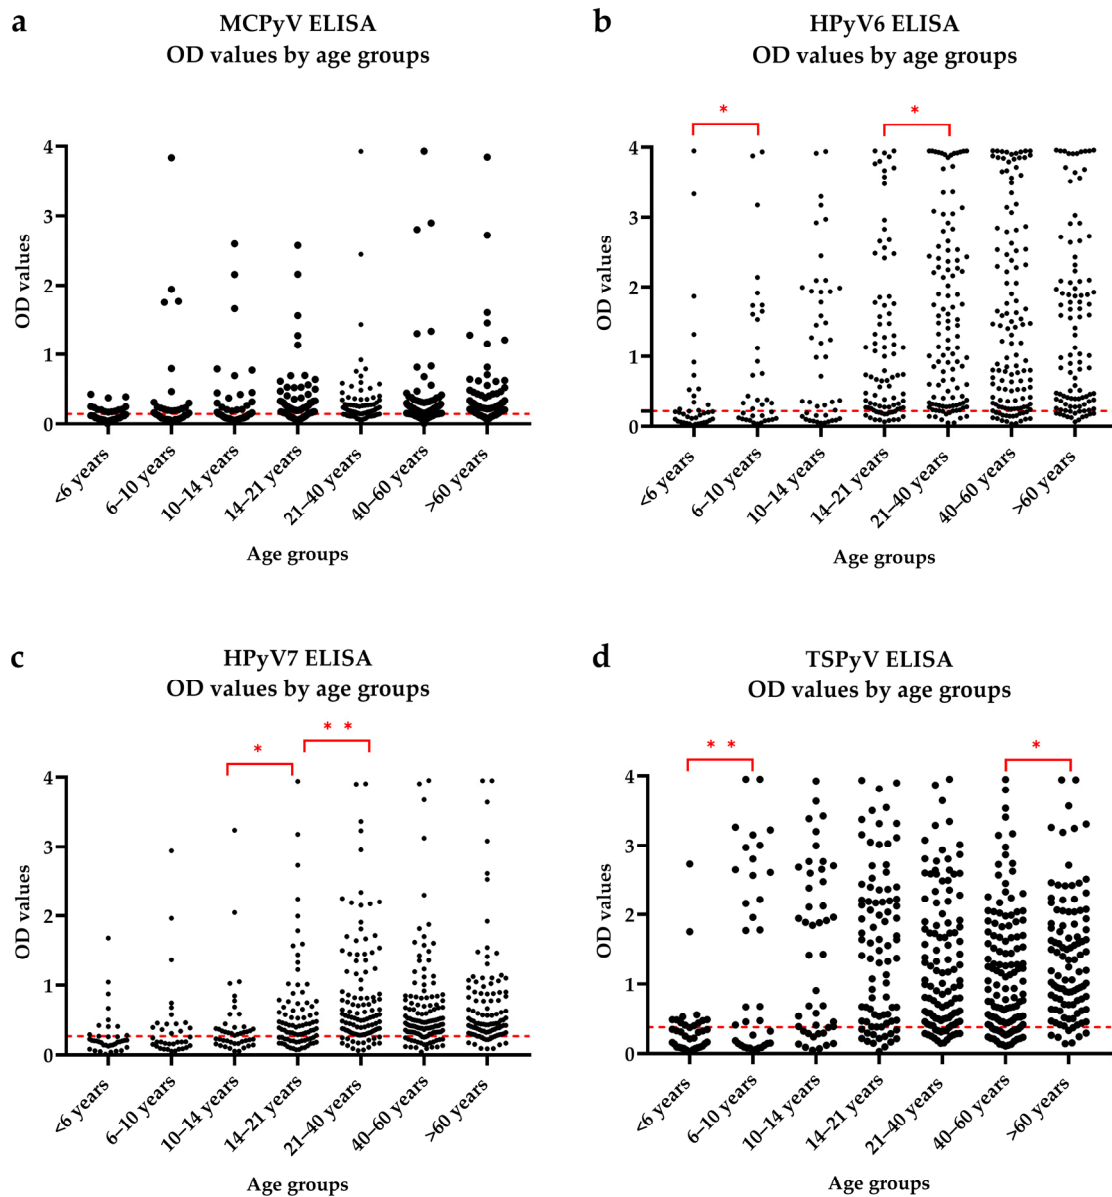 a
MCPyV ELISA
OD values by age groups
OD values
4
3
2
1
0
<6 years
6–10 years
10–14 years
14–21 years
21–40 years
40–60 years
>60 years
Age groups
b
HPyV6 ELISA
OD values by age groups
*
*
OD values
4
3
2
1
0
<6 years
6–10 years
10–14 years
14–21 years
21–40 years
40–60 years
>60 years
Age groups
c
HPyV7 ELISA
OD values by age groups
*
* *
OD values
4
3
2
1
0
<6 years
6–10 years
10–14 years
14–21 years
21–40 years
40–60 years
>60 years
Age groups
d
TSPyV ELISA
OD values by age groups
* *
*
OD values
4
3
2
1
0
<6 years
6–10 years
10–14 years
14–21 years
21–40 years
40–60 years
>60 years
Age groups